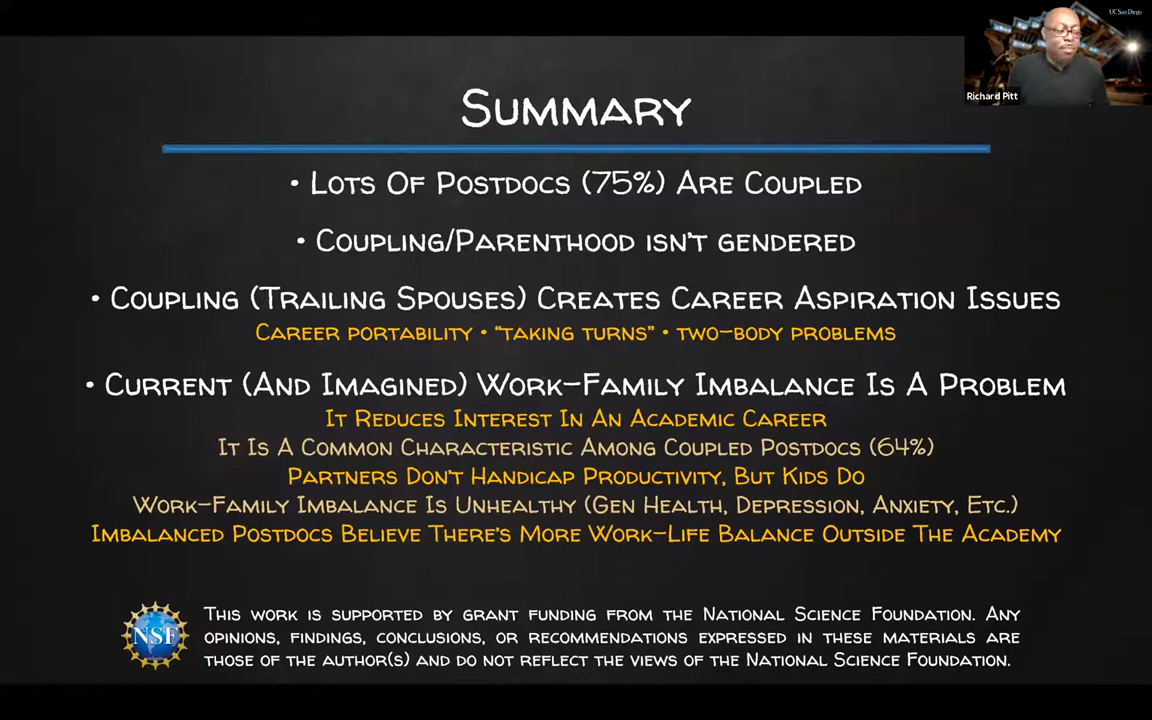 UC San Diego
Richard Pitt
SUMMARY
• LOTS OF POSTDOCS (75%) ARE COUPLED
• COUPLING/PARENTHOOD ISN'T GENDERED
• COUPLING (TRAILING SPOUSES) CREATES CAREER ASPIRATION ISSUES
CAREER PORTABILITY • "TAKING TURNS" • TWO-BODY PROBLEMS
• CURRENT (AND IMAGINED) WORK-FAMILY IMBALANCE IS A PROBLEM
IT REDUCES INTEREST IN AN ACADEMIC CAREER
IT IS A COMMON CHARACTERISTIC AMONG COUPLED POSTDOCS (64%)
PARTNERS DON'T HANDICAP PRODUCTIVITY, BUT KIDS DO
WORK-FAMILY IMBALANCE IS UNHEALTHY (GEN HEALTH, DEPRESSION, ANXIETY, ETC.)
IMBALANCED POSTDOCS BELIEVE THERE'S MORE WORK-LIFE BALANCE OUTSIDE THE ACADEMY
NSF
THIS WORK IS SUPPORTED BY GRANT FUNDING FROM THE NATIONAL SCIENCE FOUNDATION. ANY
OPINIONS, FINDINGS, CONCLUSIONS, OR RECOMMENDATIONS EXPRESSED IN THESE MATERIALS ARE
THOSE OF THE AUTHOR(S) AND DO NOT REFLECT THE VIEWS OF THE NATIONAL SCIENCE FOUNDATION.